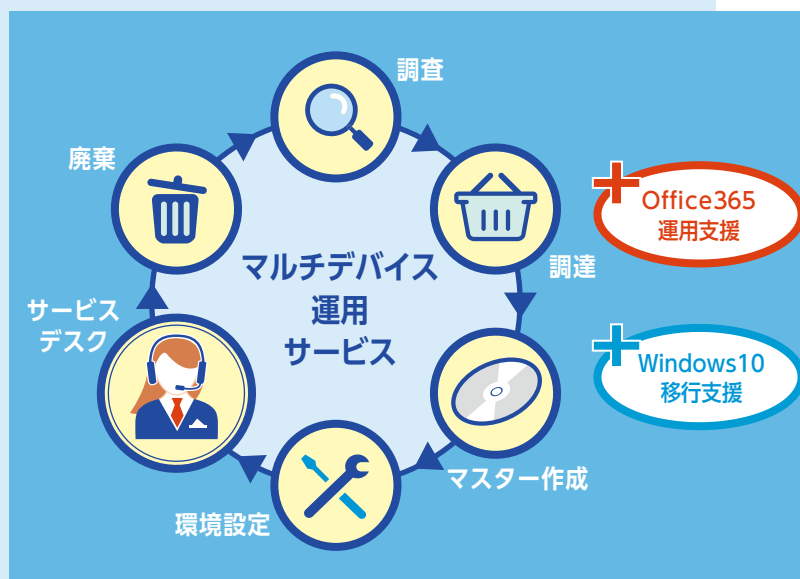 調査
廃棄
Office365
運用支援
マルチデバイス
運用
サービス
調達
サービス
デスク
Windows10
移行支援
マスター作成
環境設定